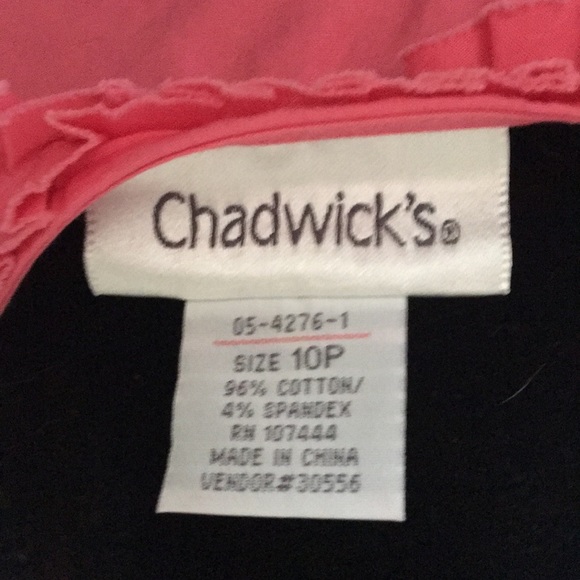 Chadwick's®
05-4276-1
SIZE 10P
96% COTTON/
4% SPANDEX
RN 107444
MADE IN CHINA
VENDOR#30556